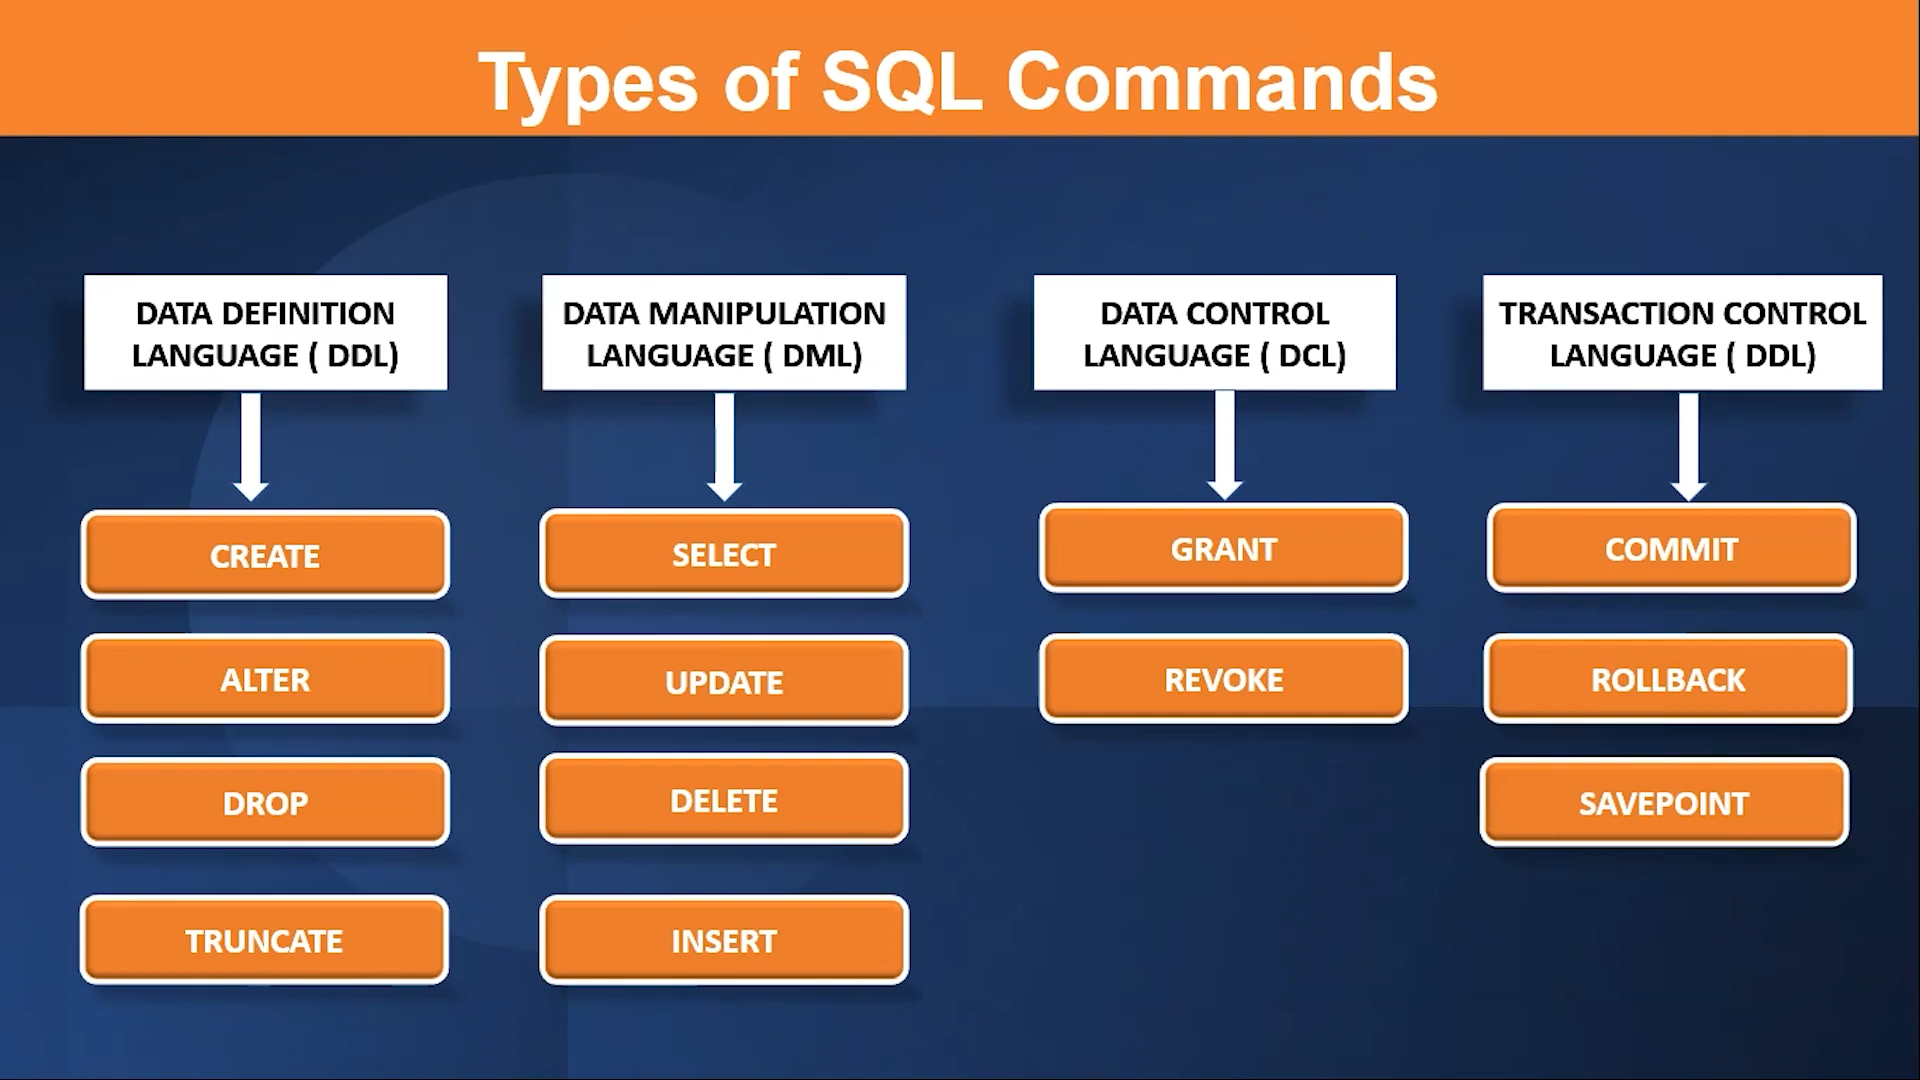 Types of SQL Commands
DATA DEFINITION
LANGUAGE ( DDL)
CREATE
ALTER
DROP
TRUNCATE
DATA MANIPULATION
LANGUAGE ( DML)
SELECT
UPDATE
DELETE
INSERT
DATA CONTROL
LANGUAGE ( DCL)
GRANT
REVOKE
TRANSACTION CONTROL
LANGUAGE ( DDL)
COMMIT
ROLLBACK
SAVEPOINT